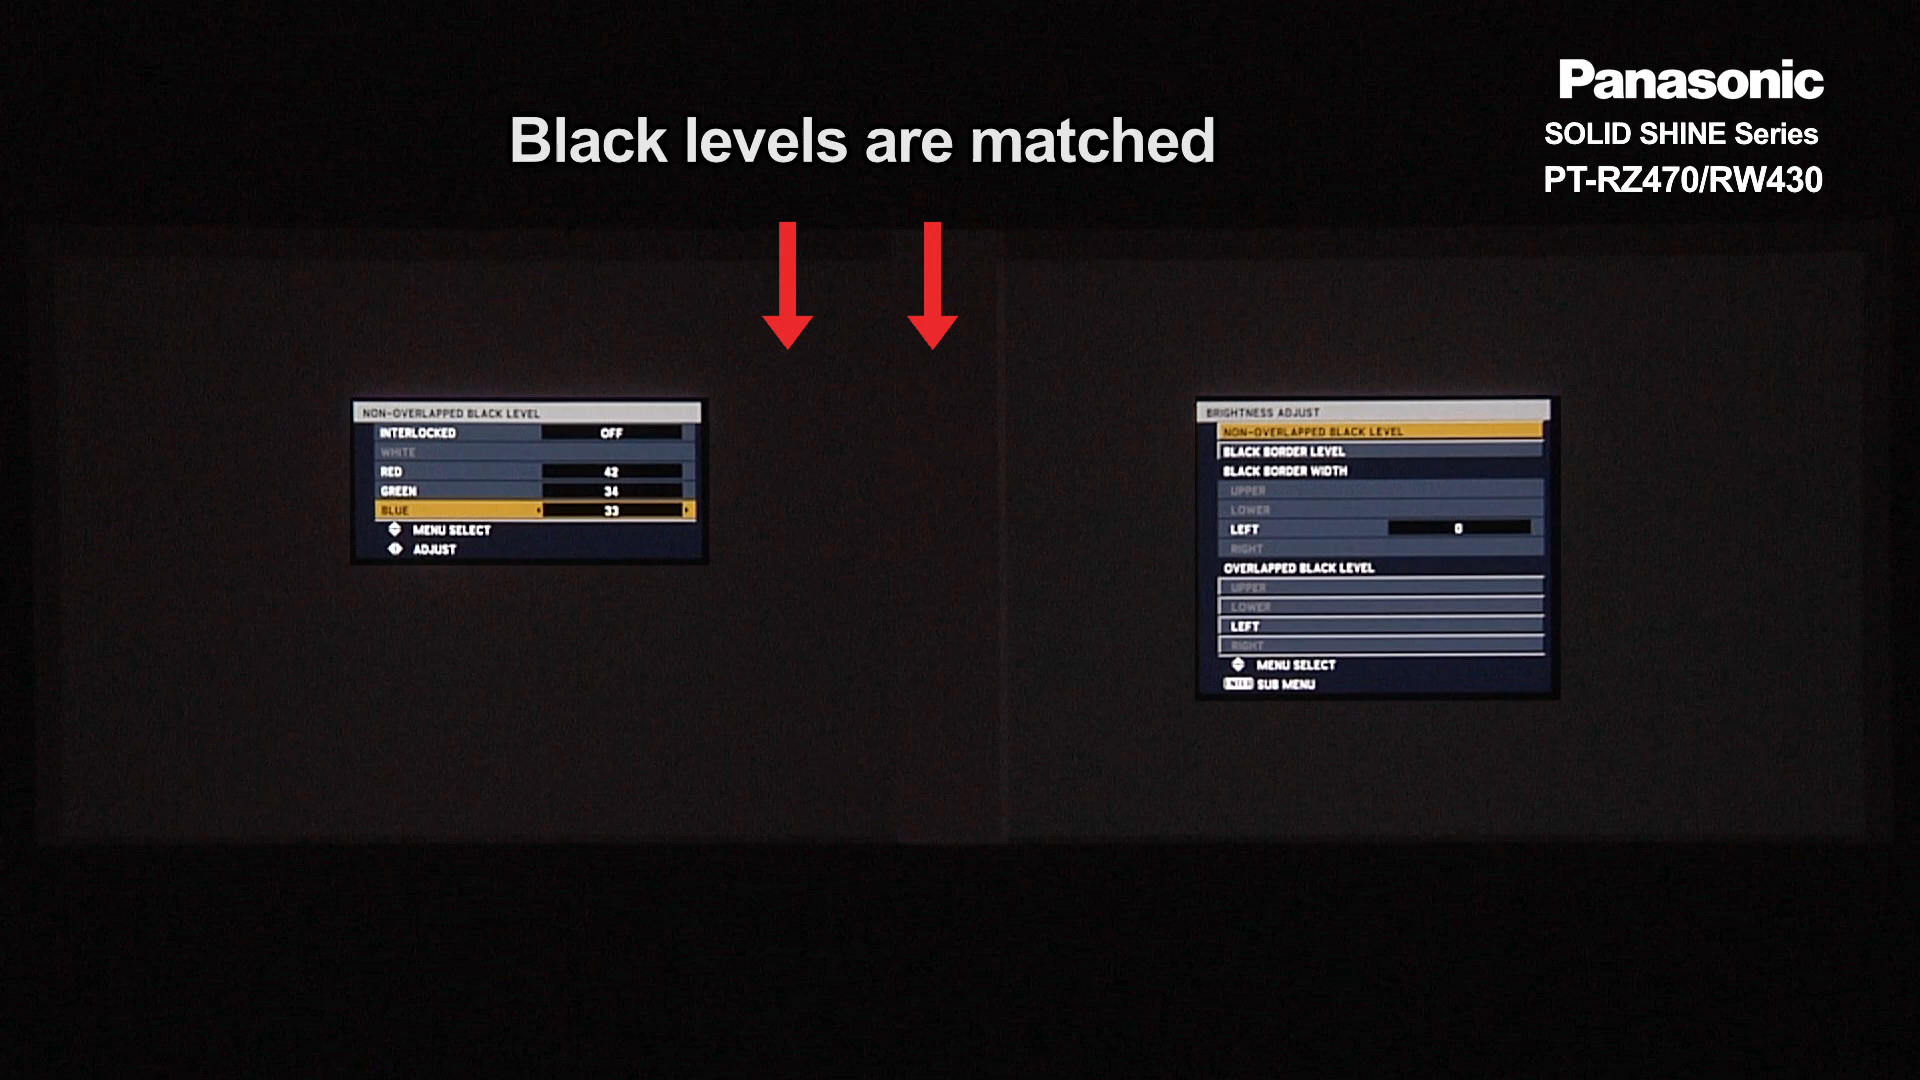 Panasonic
SOLID SHINE Series
PT-RZ470/RW430
Black levels are matched
NON-OVERLAPPED BLACK LEVEL
INTERLOCKED OFF
WHITE
RED 42
GREEN 34
BLUE 33
MENU SELECT
ADJUST
BRIGHTNESS ADJUST
NON-OVERLAPPED BLACK LEVEL
BLACK BORDER LEVEL
BLACK BORDER WIDTH
UPPER
LOWER
LEFT 0
RIGHT
OVERLAPPED BLACK LEVEL
UPPER
LOWER
LEFT
RIGHT
MENU SELECT
ENTER SUB MENU